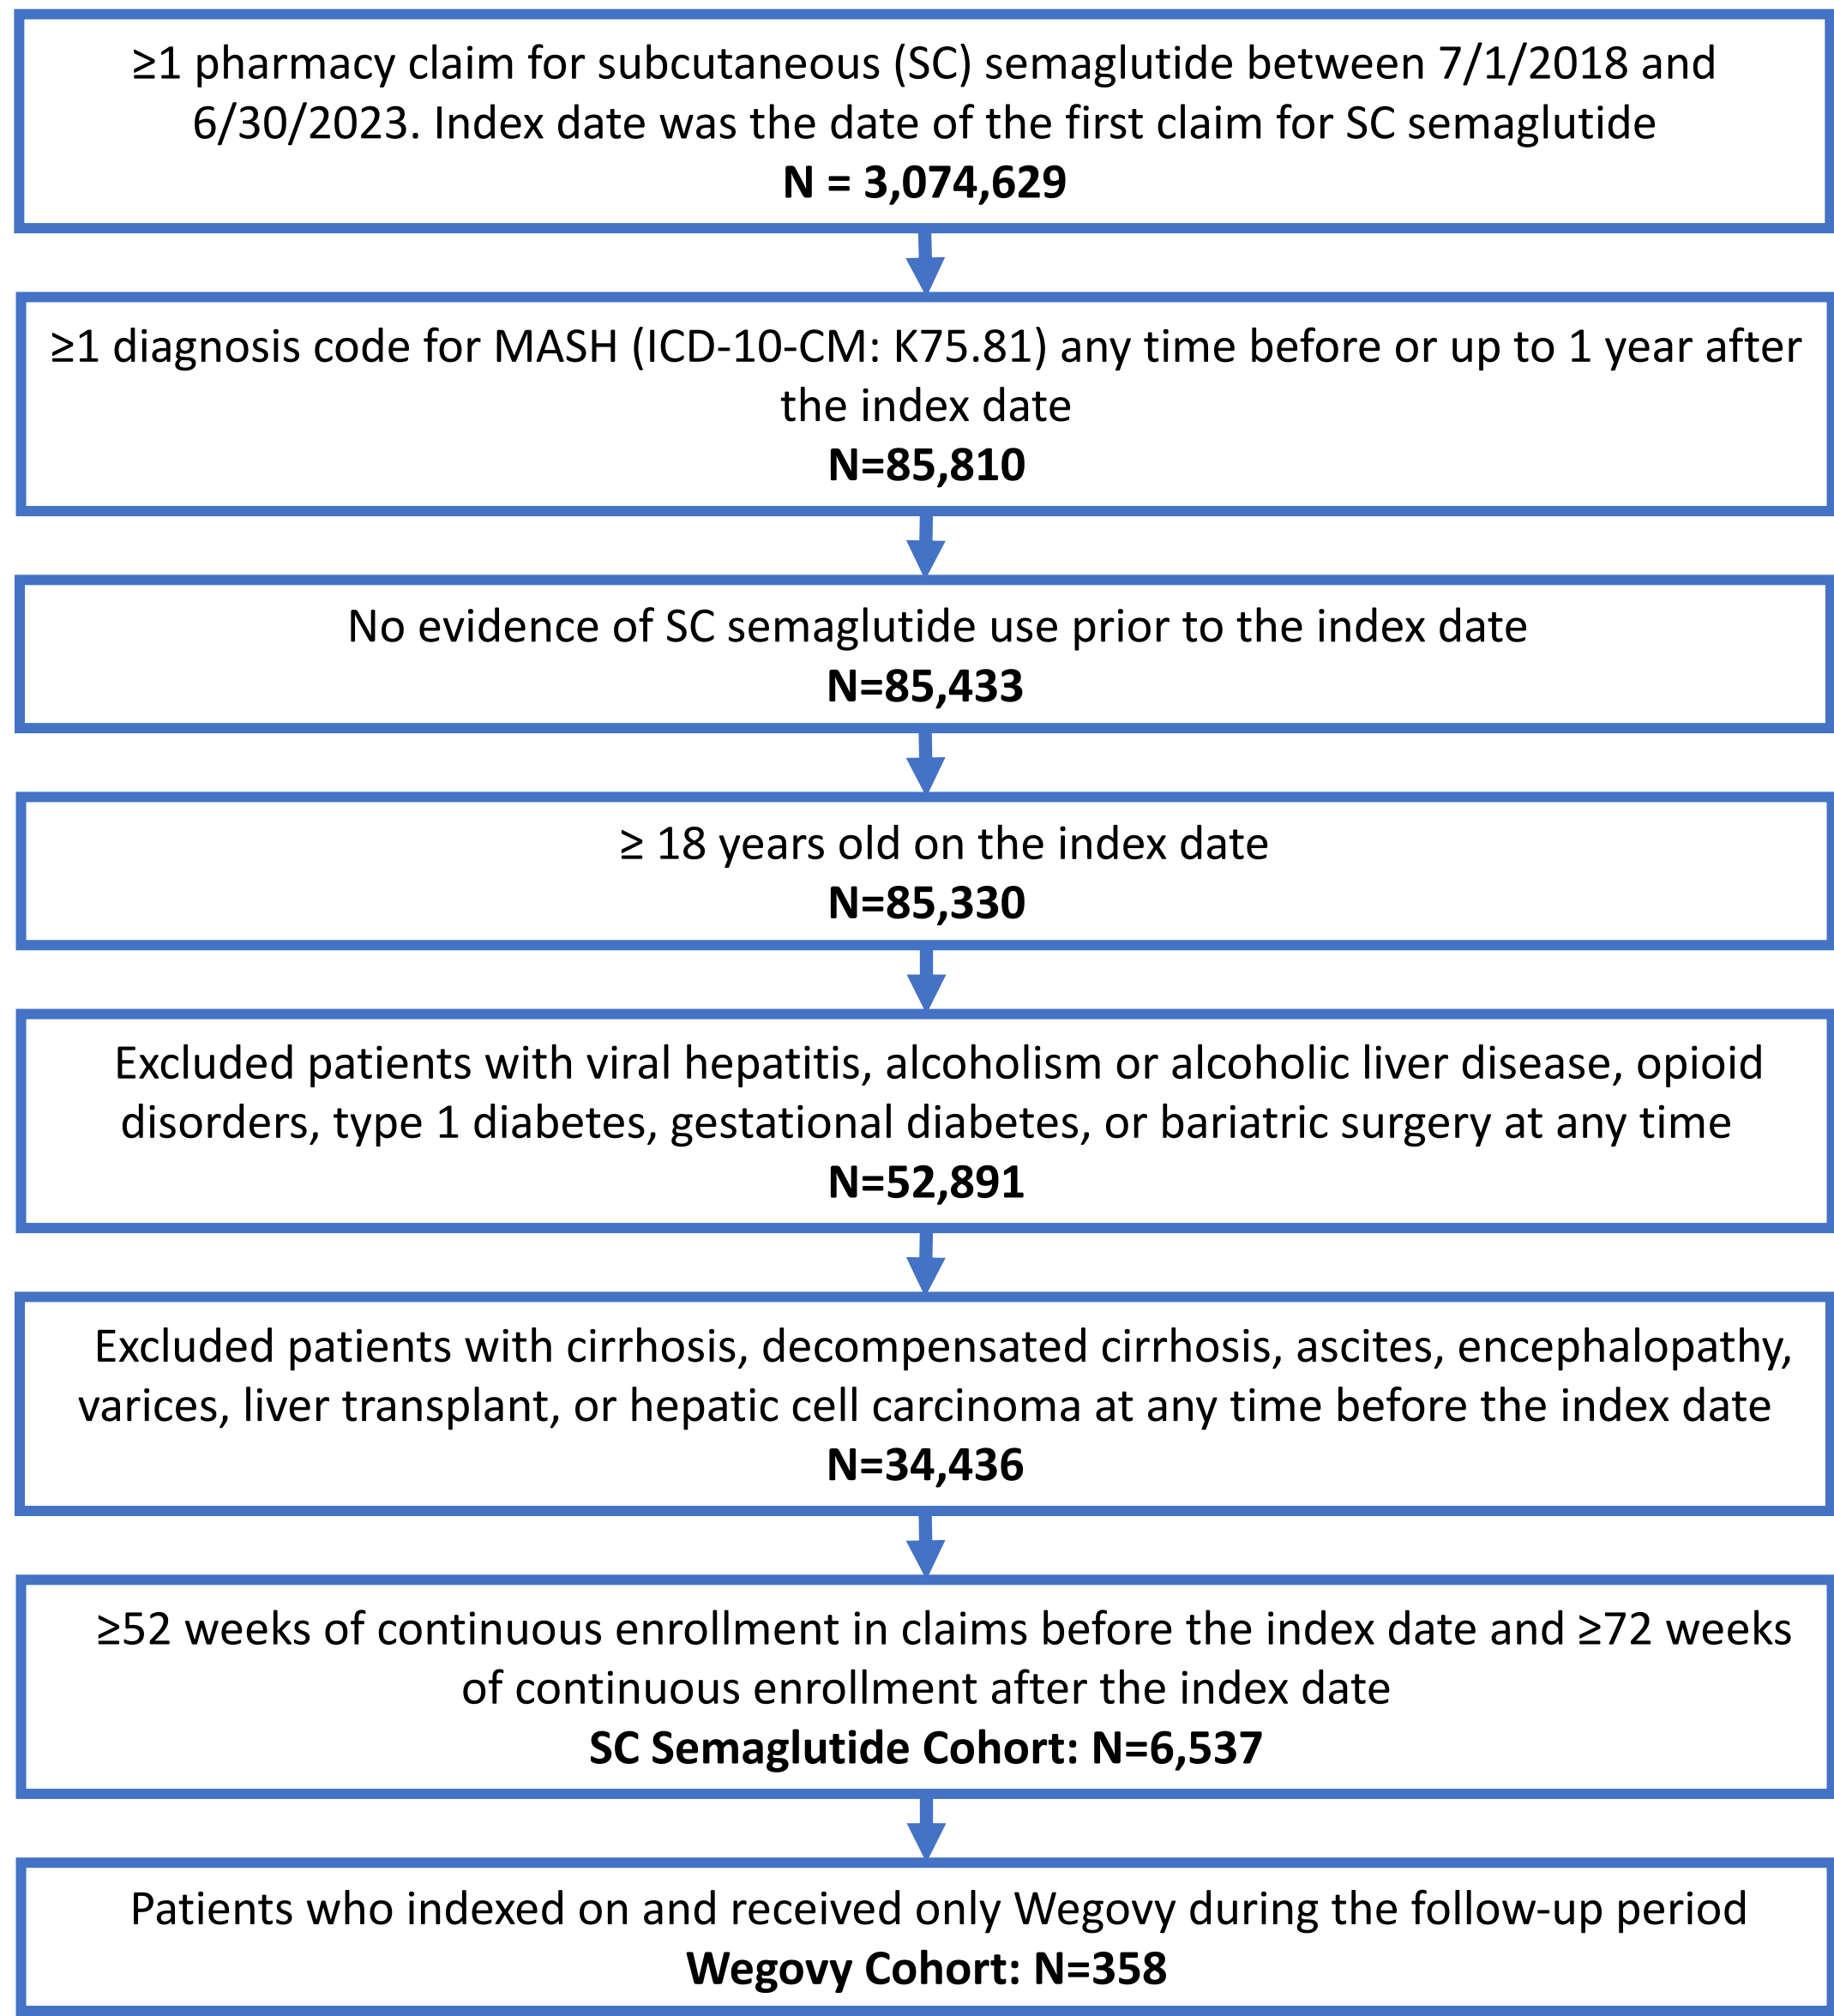 ≥1 pharmacy claim for subcutaneous (SC) semaglutide between 7/1/2018 and
6/30/2023. Index date was the date of the first claim for SC semaglutide
N = 3,074,629
≥1 diagnosis code for MASH (ICD-10-CM: K75.81) any time before or up to 1 year after
the index date
N=85,810
No evidence of SC semaglutide use prior to the index date
N=85,433
≥ 18 years old on the index date
N=85,330
Excluded patients with viral hepatitis, alcoholism or alcoholic liver disease, opioid
disorders, type 1 diabetes, gestational diabetes, or bariatric surgery at any time
N=52,891
Excluded patients with cirrhosis, decompensated cirrhosis, ascites, encephalopathy,
varices, liver transplant, or hepatic cell carcinoma at any time before the index date
N=34,436
≥52 weeks of continuous enrollment in claims before the index date and ≥72 weeks
of continuous enrollment after the index date
SC Semaglutide Cohort: N=6,537
Patients who indexed on and received only Wegovy during the follow-up period
Wegovy Cohort: N=358